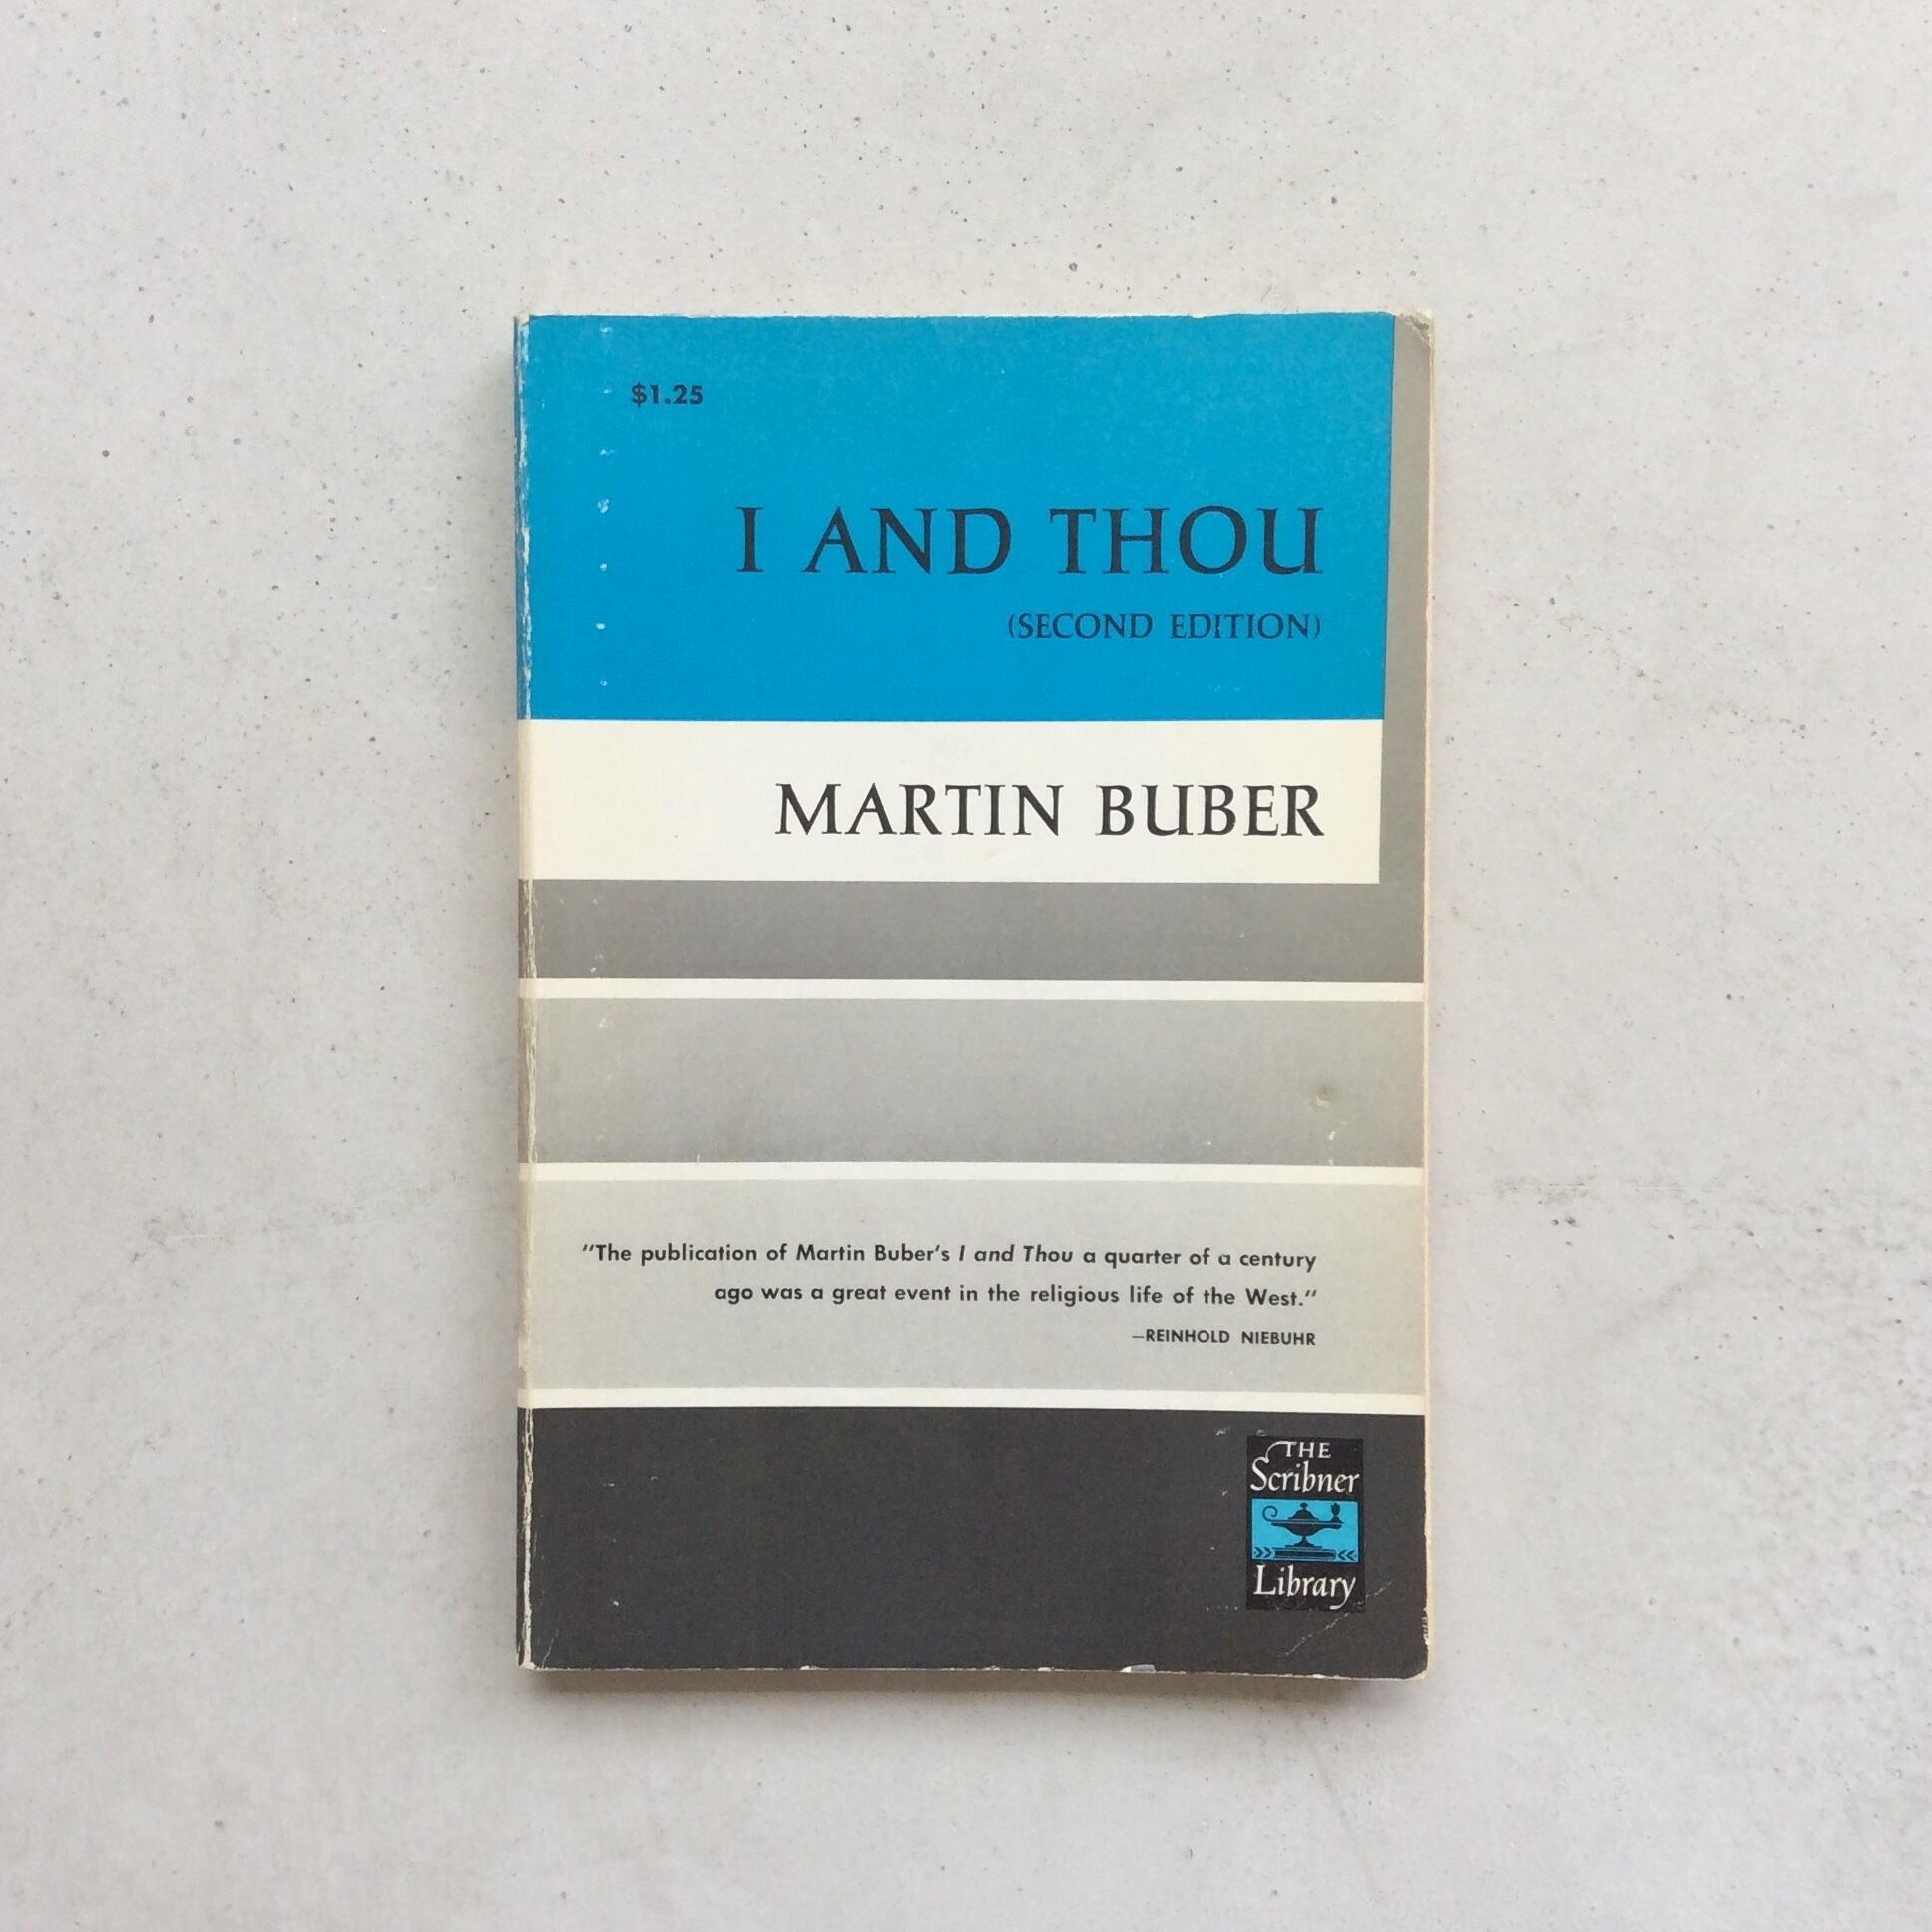 $1.25
I AND THOU
(SECOND EDITION)
MARTIN BUBER
"The publication of Martin Buber's I and Thou a quarter of a century
ago was a great event in the religious life of the West."
—REINHOLD NIEBUHR
THE
Scribner
Library